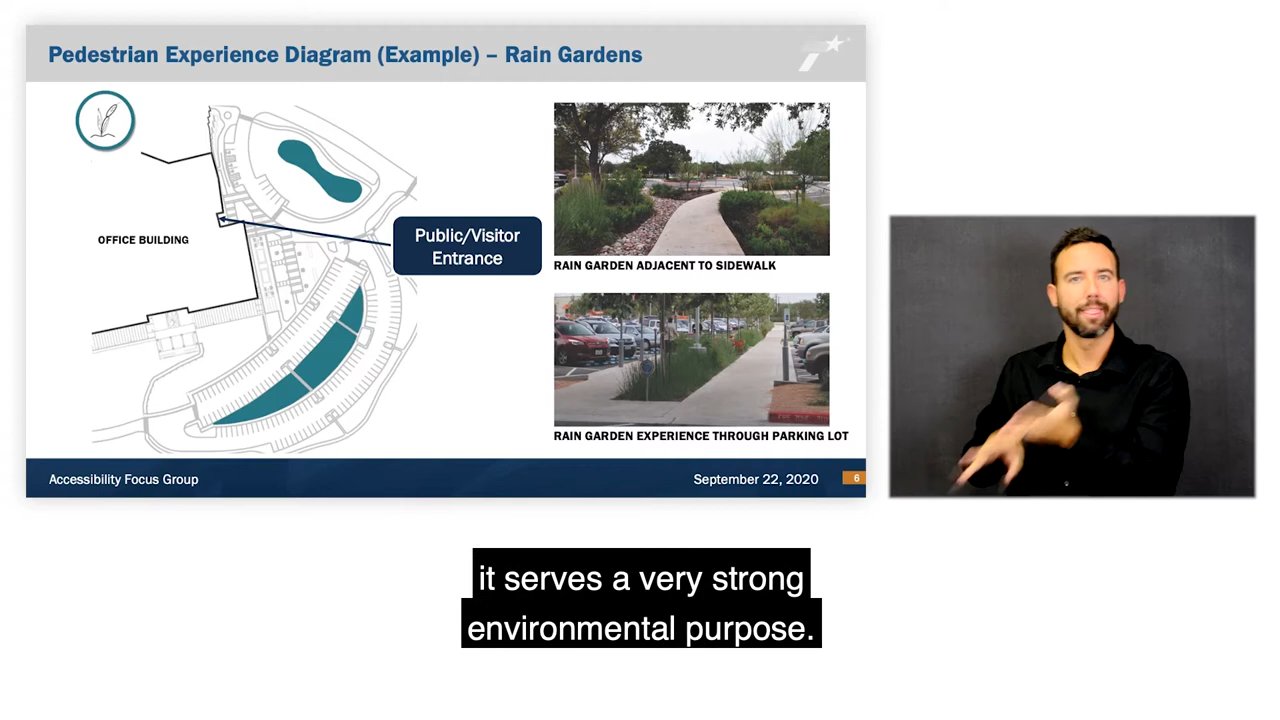 Pedestrian Experience Diagram (Example) – Rain Gardens
OFFICE BUILDING
Public/Visitor
Entrance
RAIN GARDEN ADJACENT TO SIDEWALK
RAIN GARDEN EXPERIENCE THROUGH PARKING LOT
Accessibility Focus Group
September 22, 2020
6
it serves a very strong
environmental purpose.